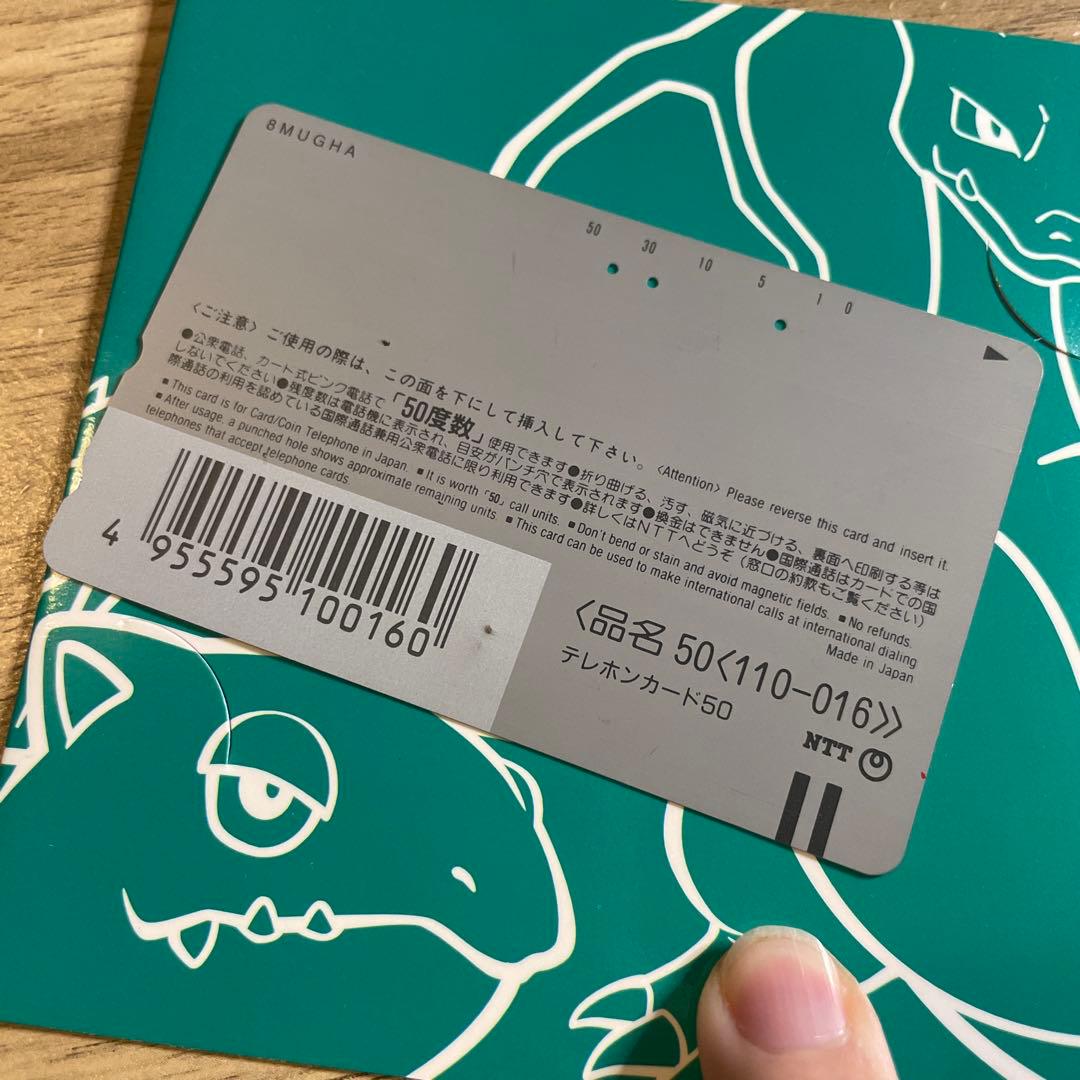 8MUGHA
50 30 10 5 1 0
〈ご注意〉ご使用の際は、この面を下にして挿入して下さい。〈Attention〉Please reverse this card and insert it.
●公衆電話、カード式ピンク電話で「50度数」使用できます●折り曲げる、汚す、磁気に近づける、裏面へ印刷する等は
しないでください●残度数は電話機に表示され、目安がパンチ穴で表示されます●換金はできません●国際通話はカードでの国
際通話の利用を認めている国際通話兼用公衆電話に限り利用できます●詳しくはNTTへどうぞ（窓口の約款もご覧ください）
■This card is for Card/Coin Telephone in Japan. ■It is worth「50」call units. ■Don't bend or stain and avoid magnetic fields. ■No refunds.
■After usage, a punched hole shows approximate remaining units. ■This card can be used to make international calls at international dialing
telephones that accept telephone cards.
Made in Japan
4 955595 100160
〈品名 50〈110-016〉〉
テレホンカード50
NTT